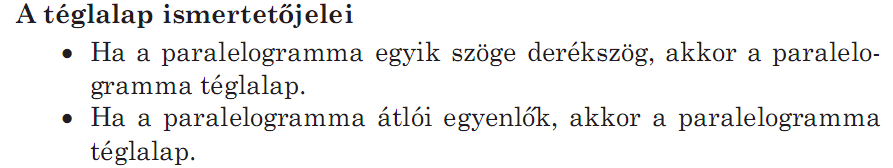 A téglalap ismertetőjelei
• Ha a paralelogramma egyik szöge derékszög, akkor a paralelo-
gramma téglalap.
• Ha a paralelogramma átlói egyenlők, akkor a paralelogramma
téglalap.